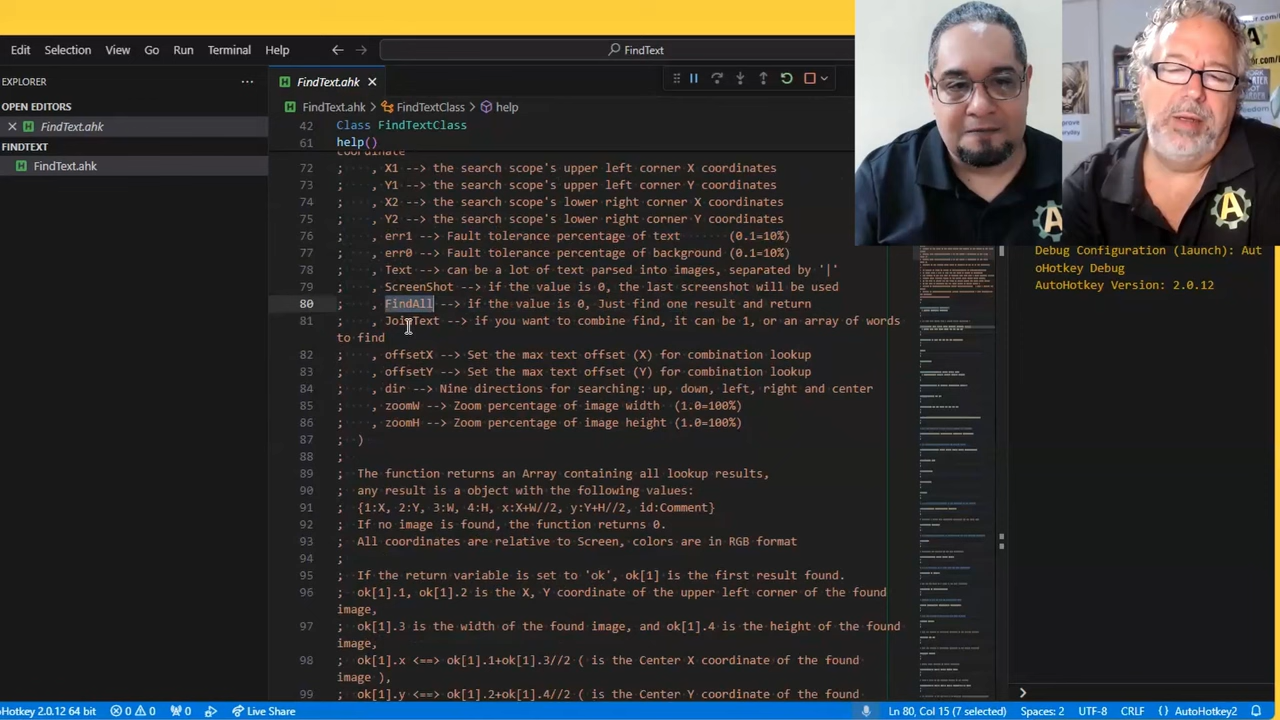 Edit Selection View Go Run Terminal Help
FindText
EXPLORER
OPEN EDITORS
FindText.ahk
FINDTEXT
FindText.ahk
FindText.ahk
FindText.ahk > FindTextClass > help
42 Class FindTextClass
61 help()
coordinate
72 ; , X1 --> the search scope's upper left corner X coordinates
73 ; , Y1 --> the search scope's upper left corner Y coordinates
74 ; , X2 --> the search scope's lower right corner X coordinates
75 ; , Y2 --> the search scope's lower right corner Y coordinates
76 ; , err1 --> Fault tolerance percentage of text (0.1=10%)
77 ; , err0 --> Fault tolerance percentage of background (0.1=10%)
78 ; , Text --> can be a lot of text parsed into images, separated by '|'
79 ; , ScreenShot --> if the value is 0, the last screenshot will be used
80 ; , FindAll --> if the value is 0, Just find one result and return
81 ; , JoinText --> if you want to combine find, it can be 1, or an array of words
to find
82 ; , offsetX --> Set the max text offset (X) for combination lookup
83 ; , offsetY --> Set the max text offset (Y) for combination lookup
84 ; , dir --> Nine directions for searching: up, down, left, right and center
85 ; , zoomW --> Zoom percentage of image width (1.0=100%)
86 ; , zoomH --> Zoom percentage of image height (1.0=100%)
87 ; )
88 ;
89 ; The function returns an Array containing all lookup results,
90 ; any result is a object with the following values:
91 ; {1:X, 2:Y, 3:W, 4:H, x:X+W//2, y:Y+H//2, id:Comment}
92 ; If no image is found, the function returns 0.
93 ; All coordinates are relative to Screen, colors are in RGB format
94 ;
95 ; If the return variable is set to 'ok', ok[1] is the first result found.
96 ; ok[1].1, ok[1].2 is the X, Y coordinate of the upper left corner of the found
image,
97 ; ok[1].3 is the width of the found image, and ok[1].4 is the height of the found
image,
98 ; ok[1].x <==> ok[1].1+ok[1].3//2 ( is the Center X coordinate of the found
image ),
99 ; ok[1].y <==> ok[1].2+ok[1].4//2 ( is the Center Y coordinate of the found
Debug Configuration (launch): Aut
oHotkey Debug
AutoHotkey Version: 2.0.12
oHotkey 2.0.12 64 bit 0 0 0 Live Share Ln 80, Col 15 (7 selected) Spaces: 2 UTF-8 CRLF {} AutoHotkey2